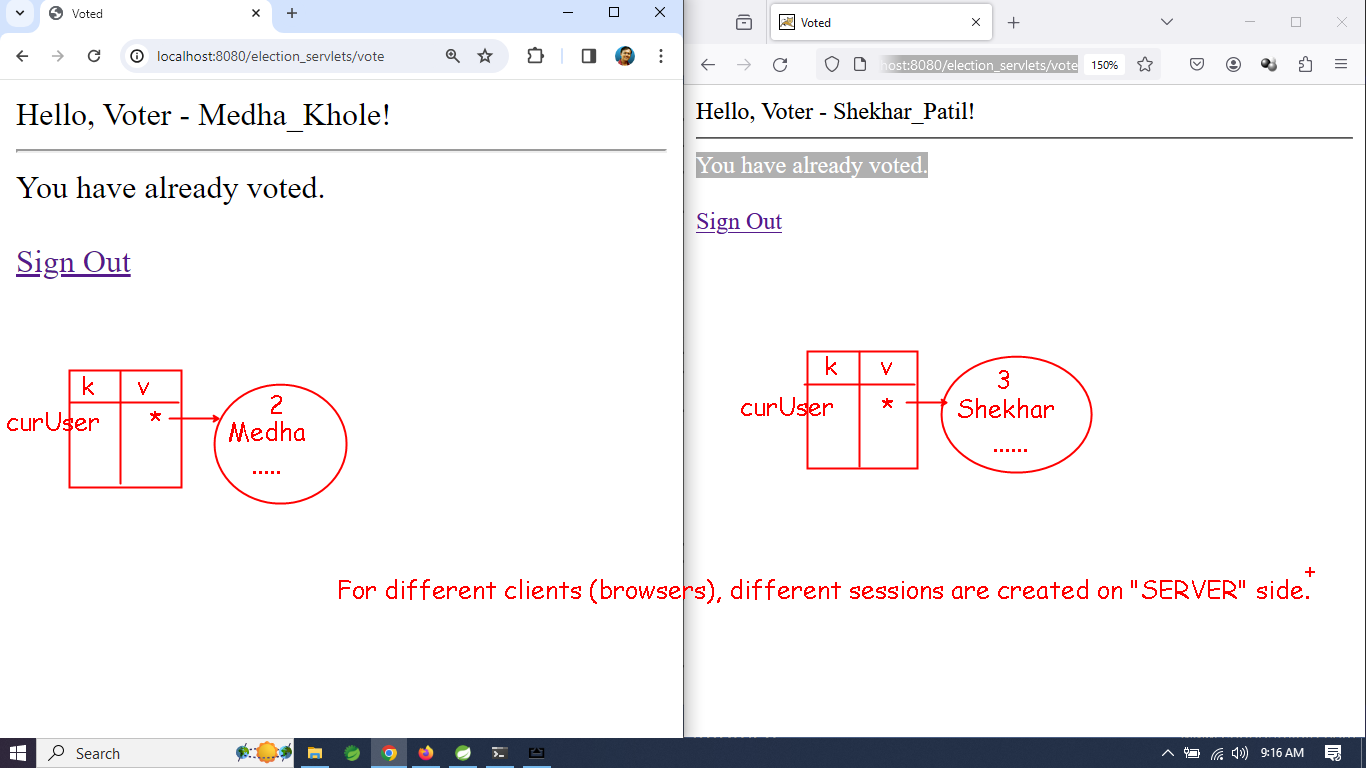 Voted
localhost:8080/election_servlets/vote
Hello, Voter - Medha_Khole!
You have already voted.
Sign Out
k v
curUser *
2
Medha
.....
Voted
host:8080/election_servlets/vote
150%
Hello, Voter - Shekhar_Patil!
You have already voted.
Sign Out
k v
curUser *
3
Shekhar
......
For different clients (browsers), different sessions are created on "SERVER" side.
Search
9:16 AM